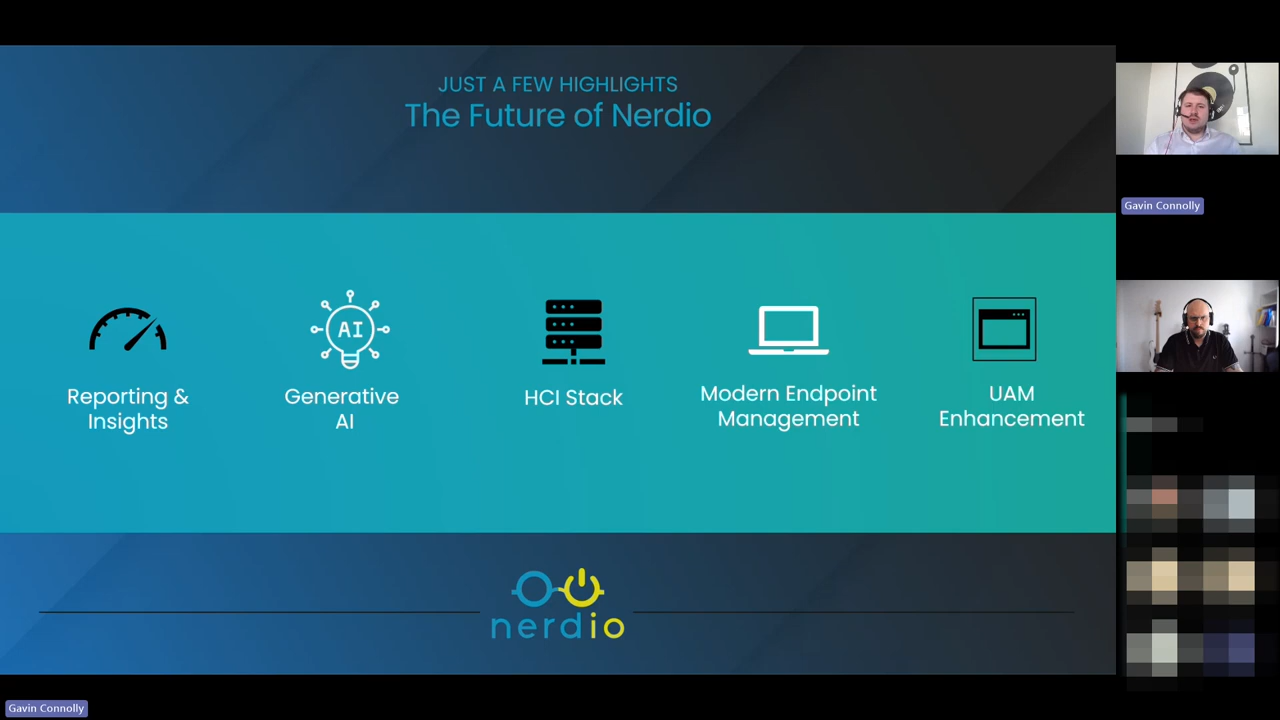 JUST A FEW HIGHLIGHTS
The Future of Nerdio
Gavin Connolly
AI
Reporting &
Insights
Generative
AI
HCI Stack
Modern Endpoint
Management
UAM
Enhancement
nerdio
Gavin Connolly